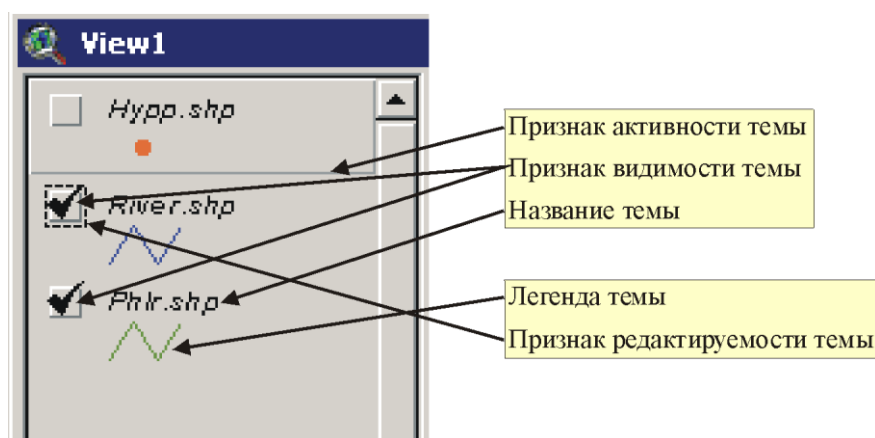 View1
Hypp.shp
River.shp
Phlr.shp
Признак активности темы
Признак видимости темы
Название темы
Легенда темы
Признак редактируемости темы